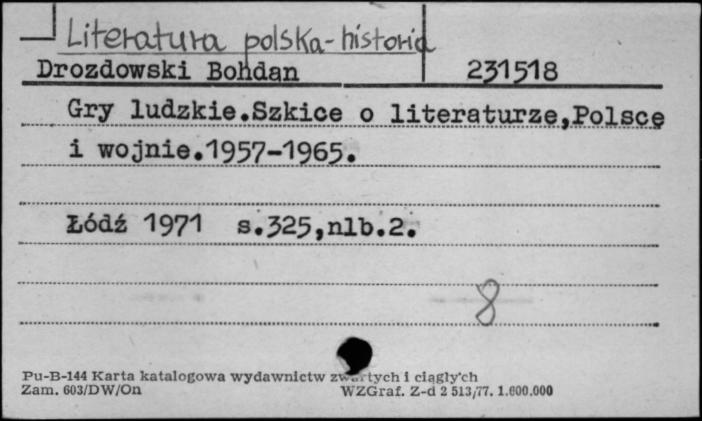 Literatura polska-historia
Drozdowski Bohdan 231518
Gry ludzkie.Szkice o literaturze,Polsce
i wojnie.1957-1965.
Łódź 1971 s.325,nlb.2.
8
Pu-B-144 Karta katalogowa wydawnictw zwartych i ciągłych
Zam. 603/DW/On WZGraf. Z-d 2 513/77. 1.600.000